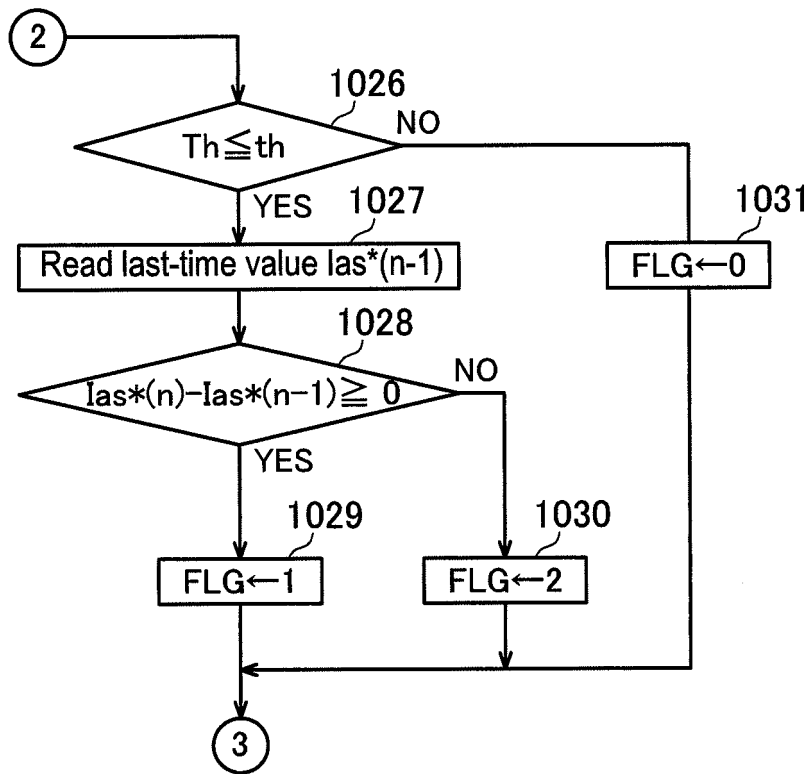 2
1026
Th≦th
NO
YES
1027
1031
Read last-time value Ias*(n-1)
FLG←0
1028
Ias*(n)-Ias*(n-1)≧ 0
NO
YES
1029
1030
FLG←1
FLG←2
3